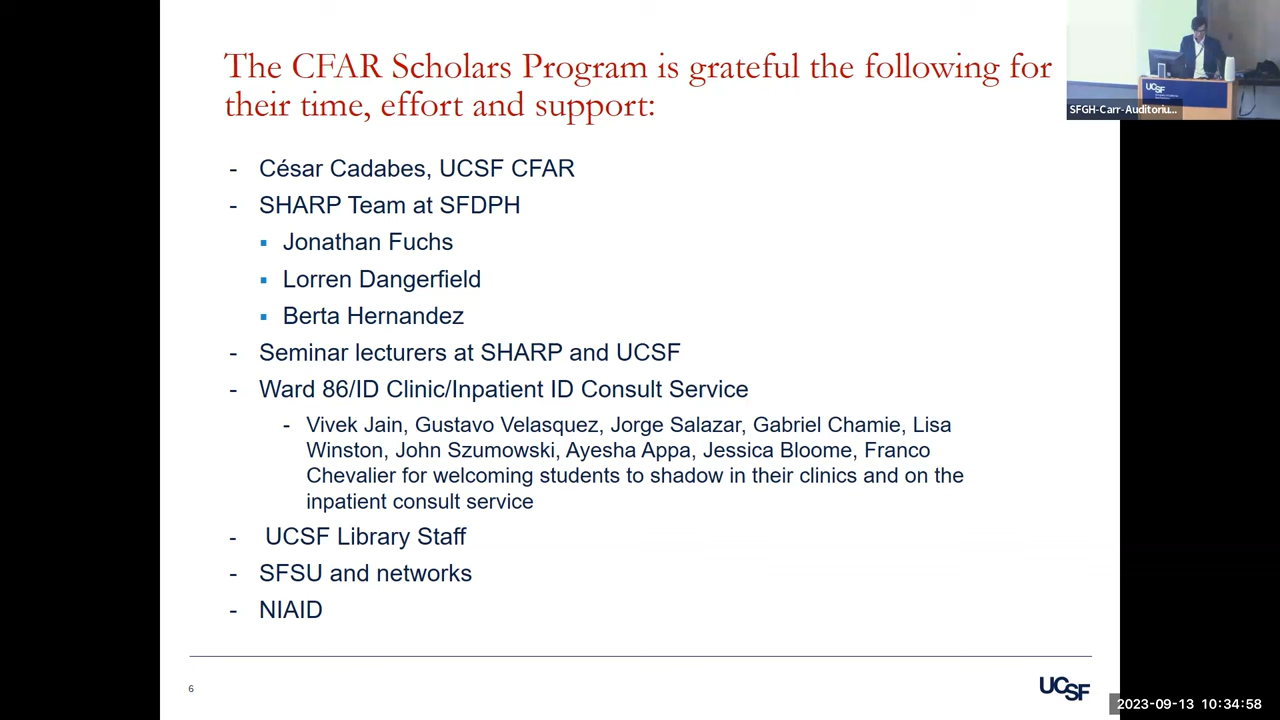 The CFAR Scholars Program is grateful the following for
their time, effort and support:
UCSF
SFGH-Carr-Auditoriu...
- César Cadabes, UCSF CFAR
- SHARP Team at SFDPH
▪ Jonathan Fuchs
▪ Lorren Dangerfield
▪ Berta Hernandez
- Seminar lecturers at SHARP and UCSF
- Ward 86/ID Clinic/Inpatient ID Consult Service
- Vivek Jain, Gustavo Velasquez, Jorge Salazar, Gabriel Chamie, Lisa
Winston, John Szumowski, Ayesha Appa, Jessica Bloome, Franco
Chevalier for welcoming students to shadow in their clinics and on the
inpatient consult service
- UCSF Library Staff
- SFSU and networks
- NIAID
6
UCSF
2023-09-13 10:34:58